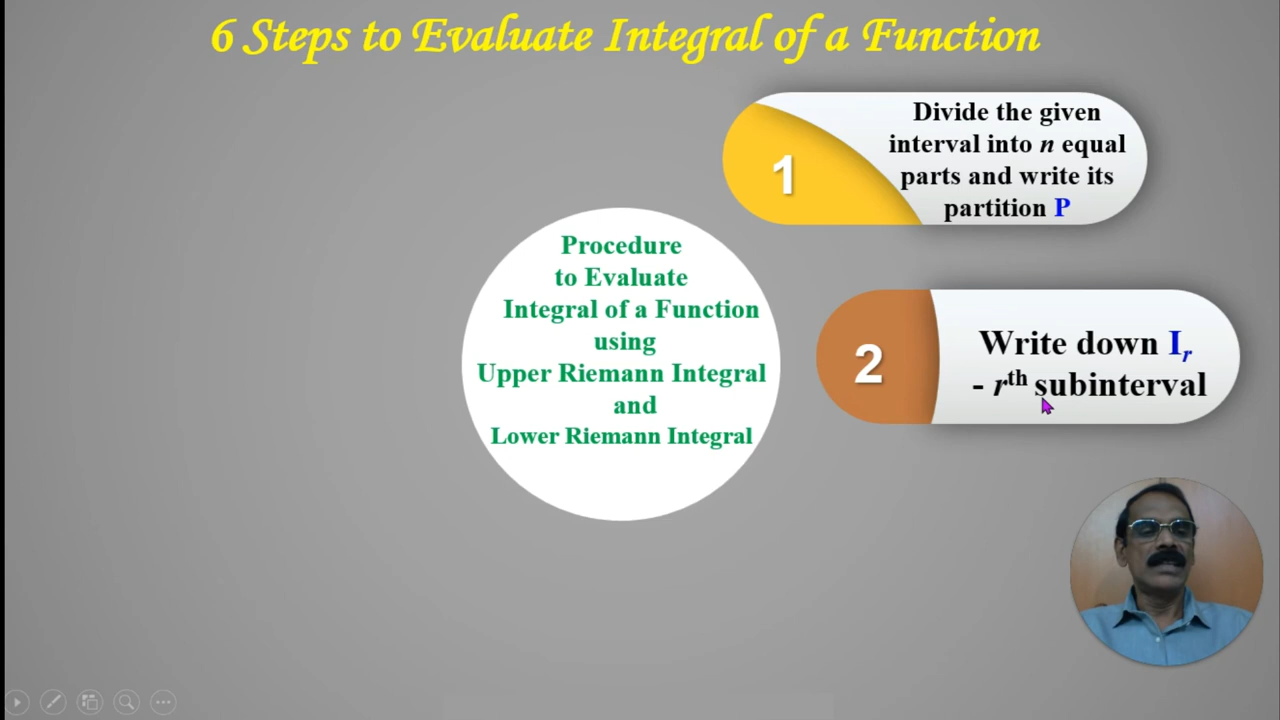 6 Steps to Evaluate Integral of a Function
1
Divide the given
interval into n equal
parts and write its
partition P
Procedure
to Evaluate
Integral of a Function
using
Upper Riemann Integral
and
Lower Riemann Integral
2
Write down Iᵣ
- rᵗʰ subinterval